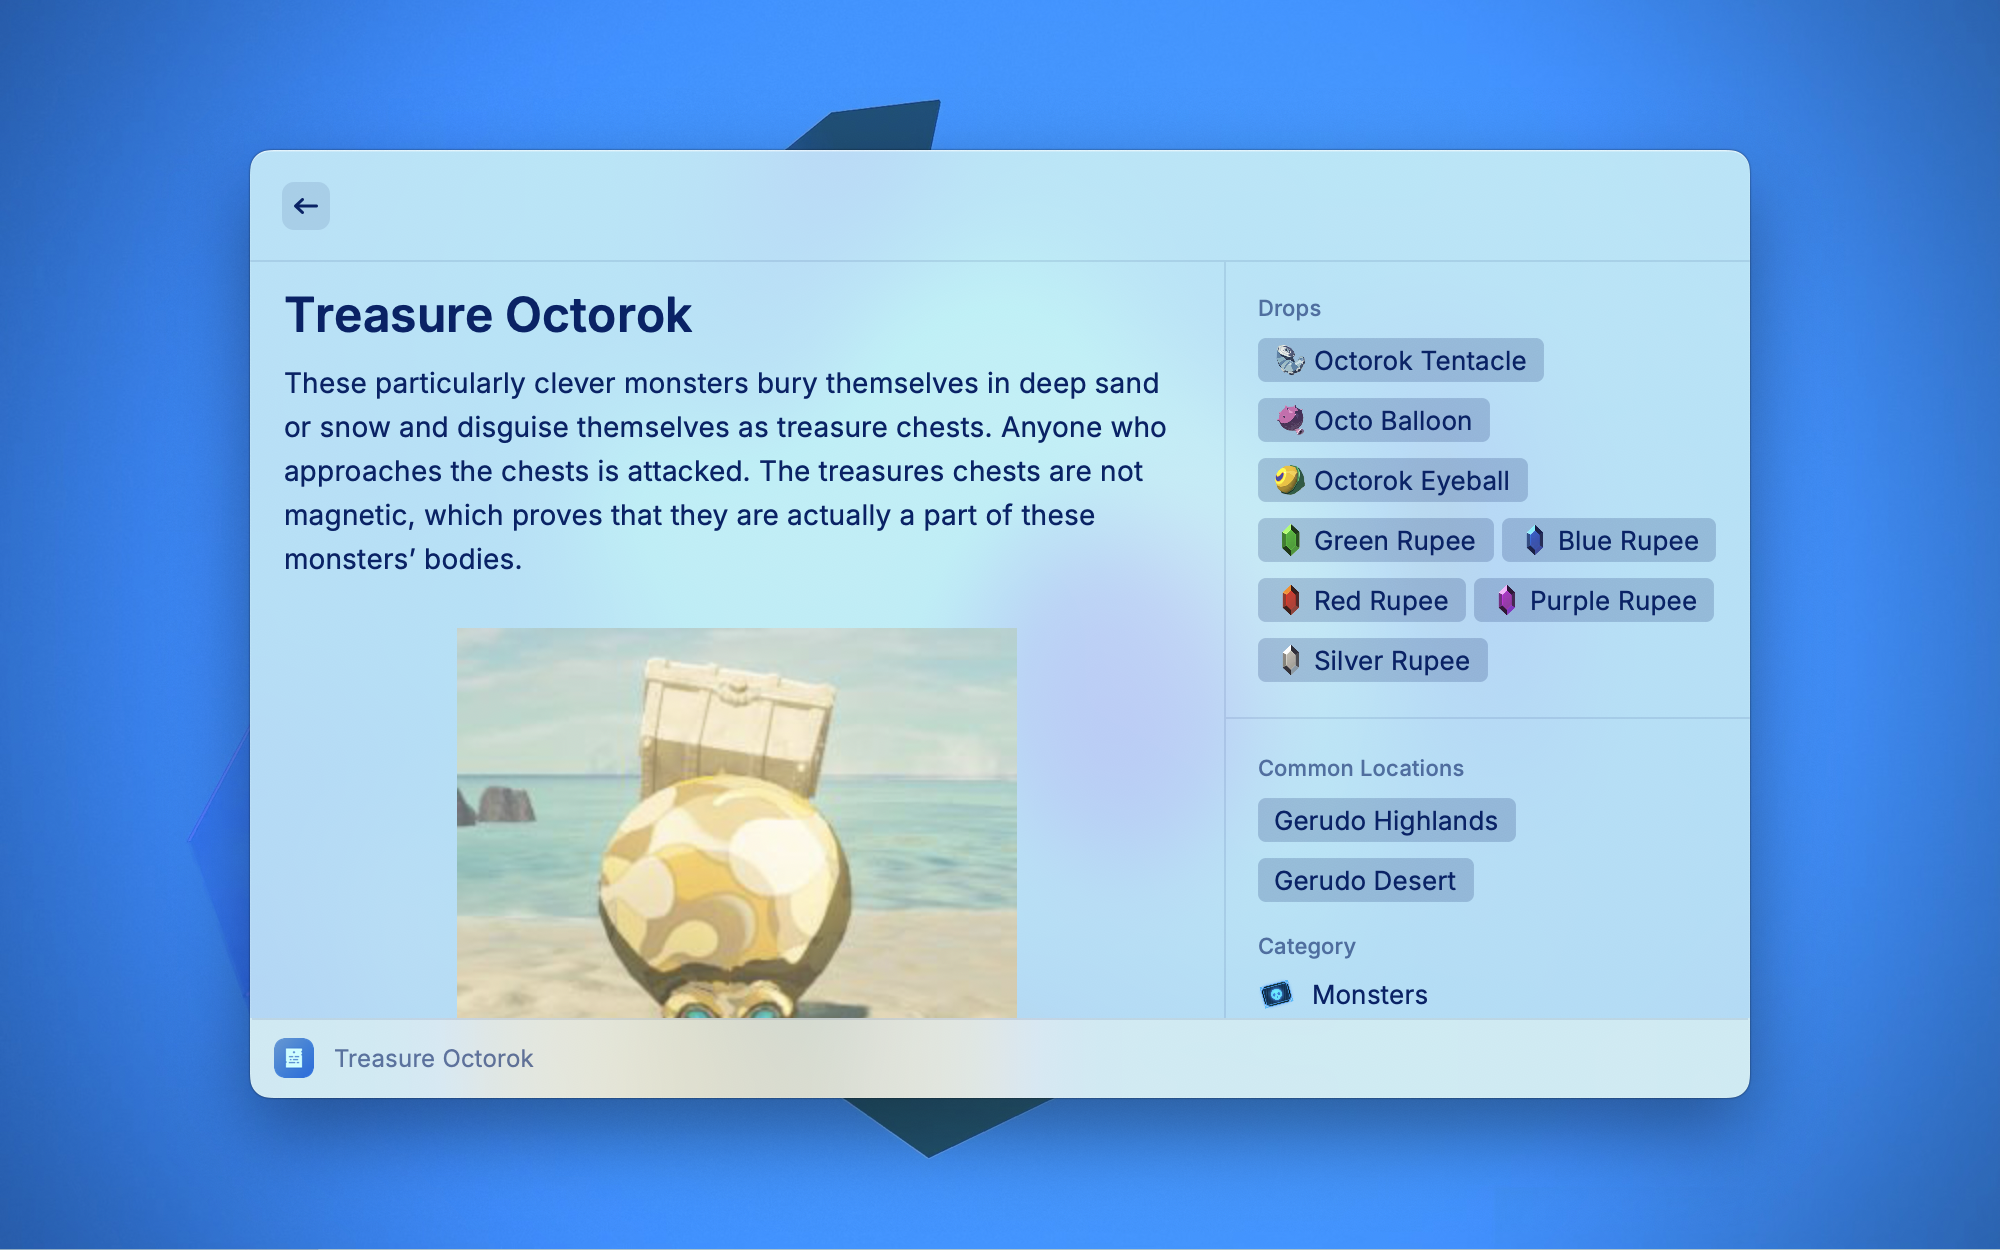 Treasure Octorok
These particularly clever monsters bury themselves in deep sand
or snow and disguise themselves as treasure chests. Anyone who
approaches the chests is attacked. The treasures chests are not
magnetic, which proves that they are actually a part of these
monsters’ bodies.
Drops
Octorok Tentacle
Octo Balloon
Octorok Eyeball
Green Rupee Blue Rupee
Red Rupee Purple Rupee
Silver Rupee
Common Locations
Gerudo Highlands
Gerudo Desert
Category
Monsters
Treasure Octorok